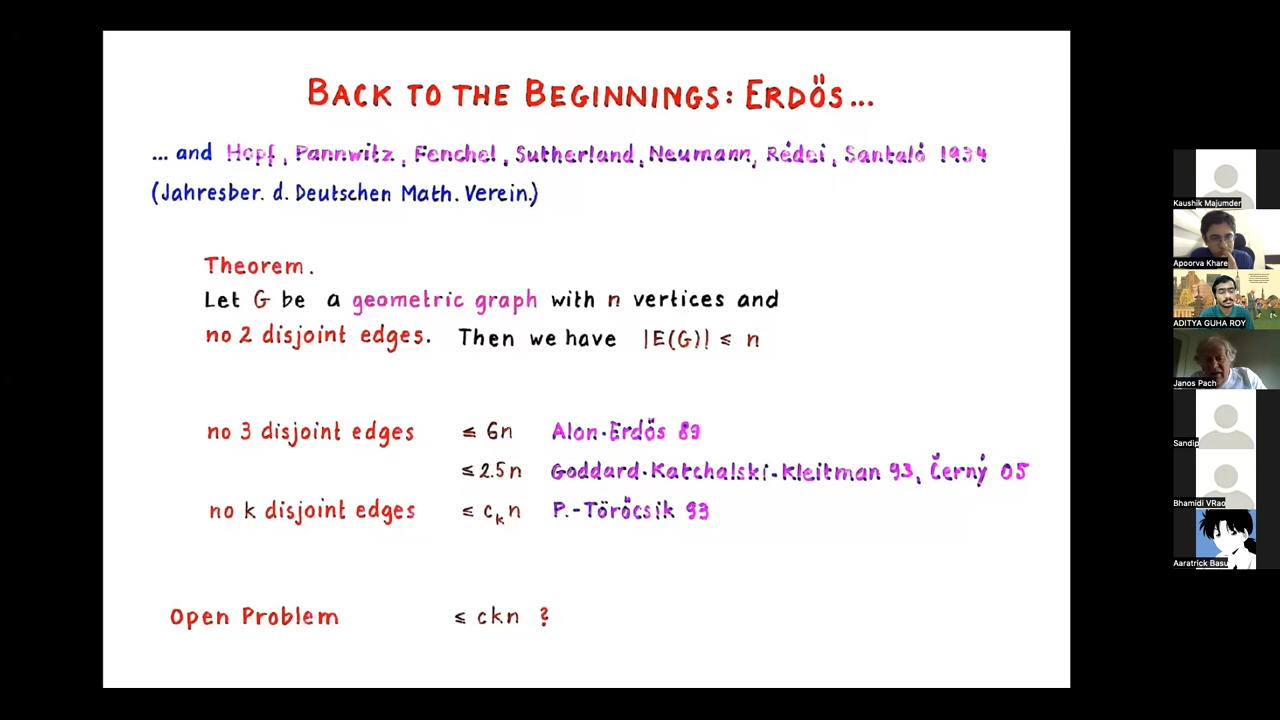 BACK TO THE BEGINNINGS: ERDŐS...
... and Hopf, Pannwitz, Fenchel, Sutherland, Neumann, Rédei, Santaló 1934
(Jahresber. d. Deutschen Math. Verein.)
Theorem.
Let G be a geometric graph with n vertices and
no 2 disjoint edges. Then we have |E(G)| ≤ n
no 3 disjoint edges ≤ 6n Alon-Erdős 89
≤ 2.5n Goddard-Katchalski-Kleitman 93, Černý 05
no k disjoint edges ≤ cₖn P.-Törőcsik 93
Open Problem ≤ ckn ?
Kaushik Majumder
Apoorva Khare
ADITYA GUHA ROY
Janos Pach
Sandip
Bhamidi VRao
Aaratrick Basu